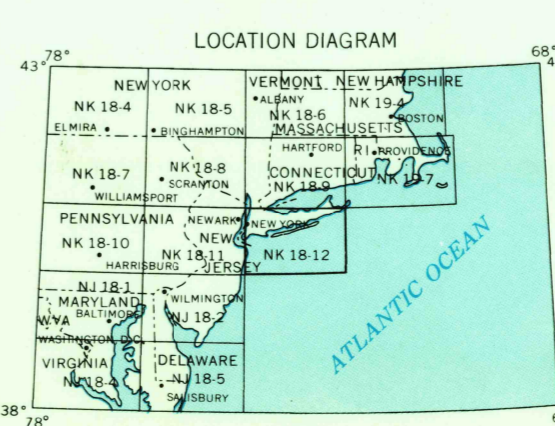 LOCATION DIAGRAM
78°
68°
43°
4
NEW YORK
VERMONT NEW HAMPSHIRE
NK 18-4
NK 18-5
ALBANY
NK 18-6
NK 19-4
BOSTON
ELMIRA
BINGHAMPTON
MASSACHUSETTS
HARTFORD
R I
PROVIDENCE
NK 18-7
NK 18-8
SCRANTON
CONNECTICUT
NK 18-9
NK 19-7
WILLIAMSPORT
PENNSYLVANIA
NEWARK
NEW YORK
NK 18-10
NEW
JERSEY
HARRISBURG
NK 18-11
NK 18-12
NJ 18-1
MARYLAND
WILMINGTON
BALTIMORE
NJ 18-2
W.VA
WASHINGTON D.C.
VIRGINIA
DELAWARE
NJ 18-4
NJ 18-5
SALISBURY
ATLANTIC OCEAN
38°
78°
6